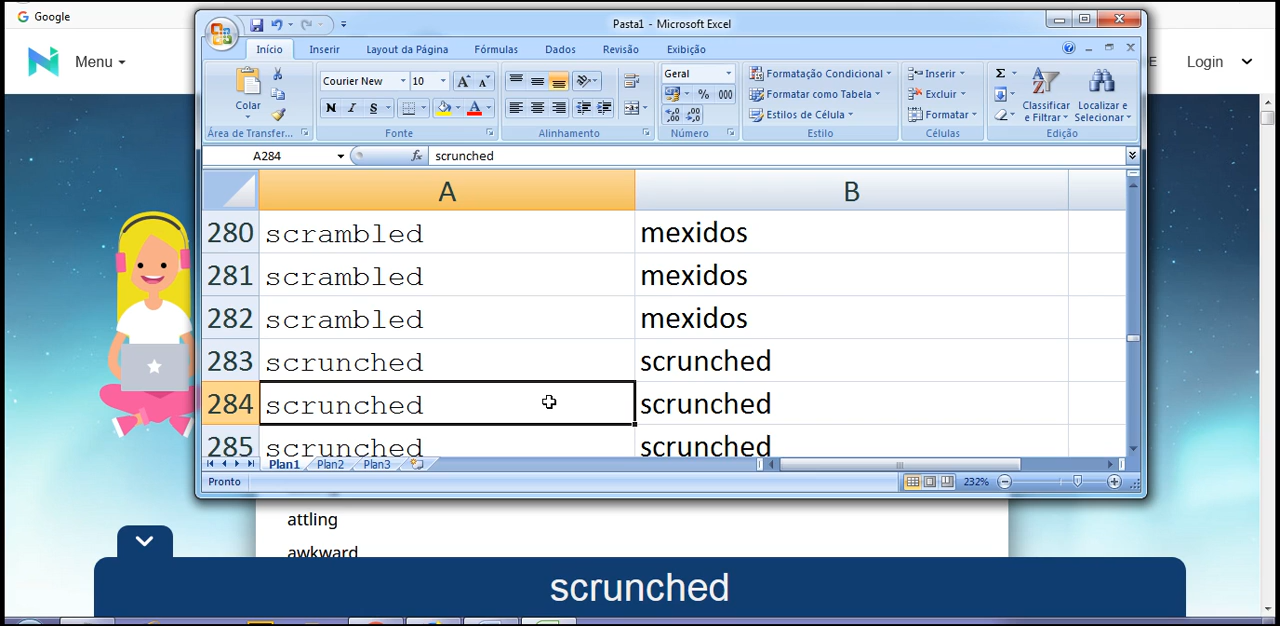 Google
Menu
Login
E
Pasta1 - Microsoft Excel
Início Inserir Layout da Página Fórmulas Dados Revisão Exibição
Colar
Área de Transfer...
Courier New 10
N I S
Fonte
Alinhamento
Geral
% 000
Número
Formatação Condicional
Formatar como Tabela
Estilos de Célula
Estilo
Inserir
Excluir
Formatar
Células
Σ
Classificar e Filtrar
Localizar e Selecionar
Edição
A284 fx scrunched
A B
280 scrambled mexidos
281 scrambled mexidos
282 scrambled mexidos
283 scrunched scrunched
284 scrunched scrunched
285 scrunched scrunched
Plan1 Plan2 Plan3
Pronto 232%
attling
awkward
scrunched